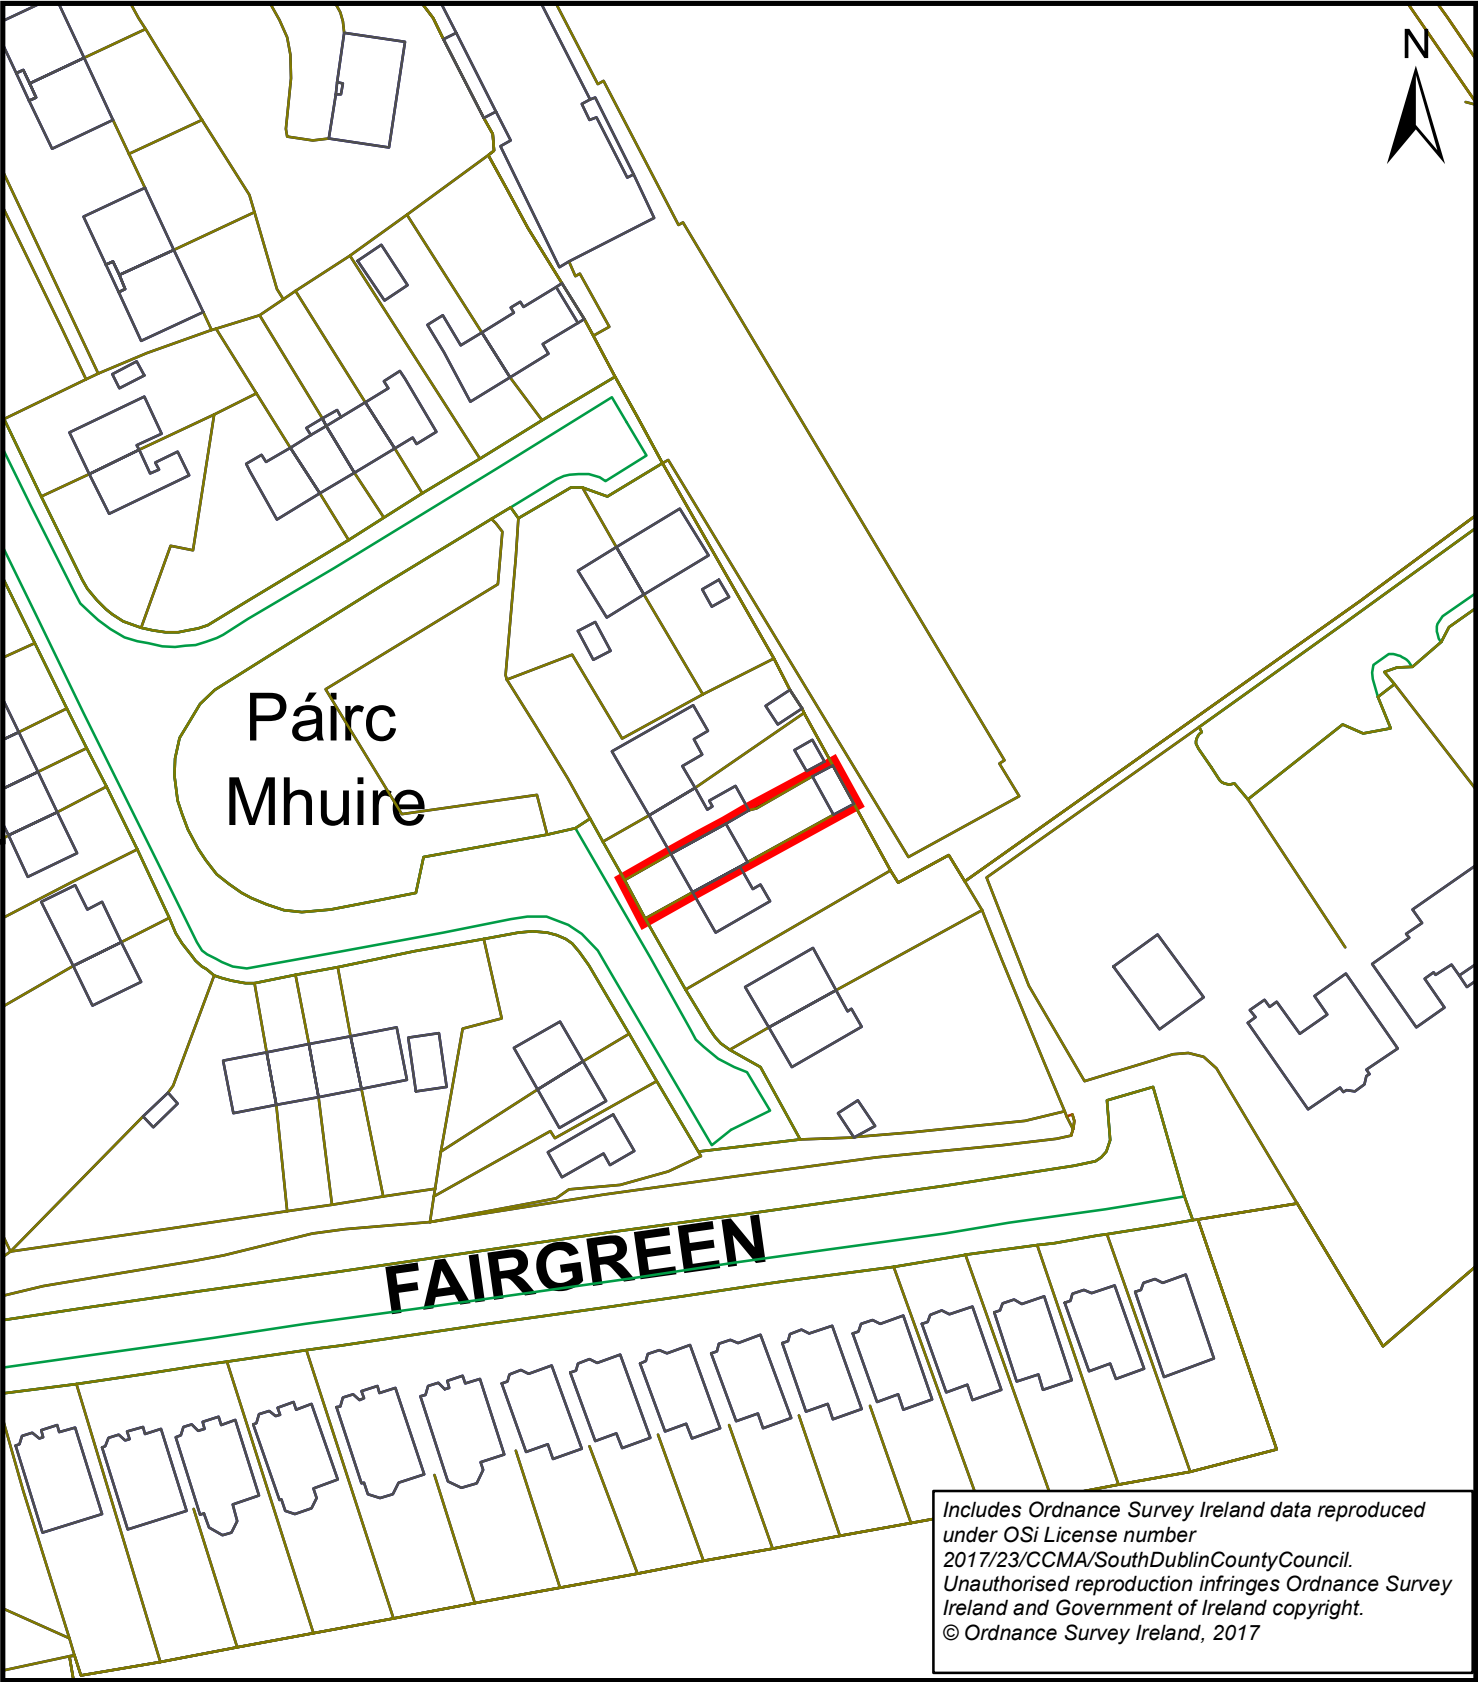 N
Páirc
Mhuire
FAIRGREEN
Includes Ordnance Survey Ireland data reproduced
under OSi License number
2017/23/CCMA/SouthDublinCountyCouncil.
Unauthorised reproduction infringes Ordnance Survey
Ireland and Government of Ireland copyright.
© Ordnance Survey Ireland, 2017